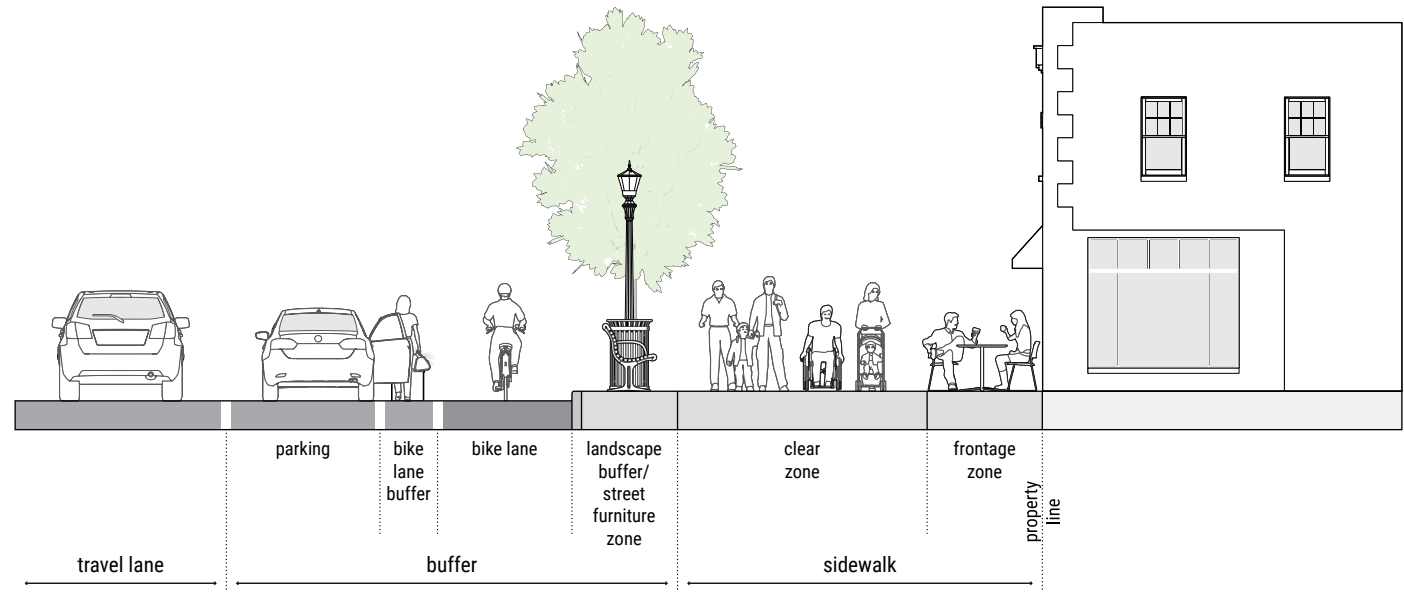 parking
bike
lane
buffer
bike lane
landscape
buffer/
street
furniture
zone
clear
zone
frontage
zone
property
line
travel lane
buffer
sidewalk